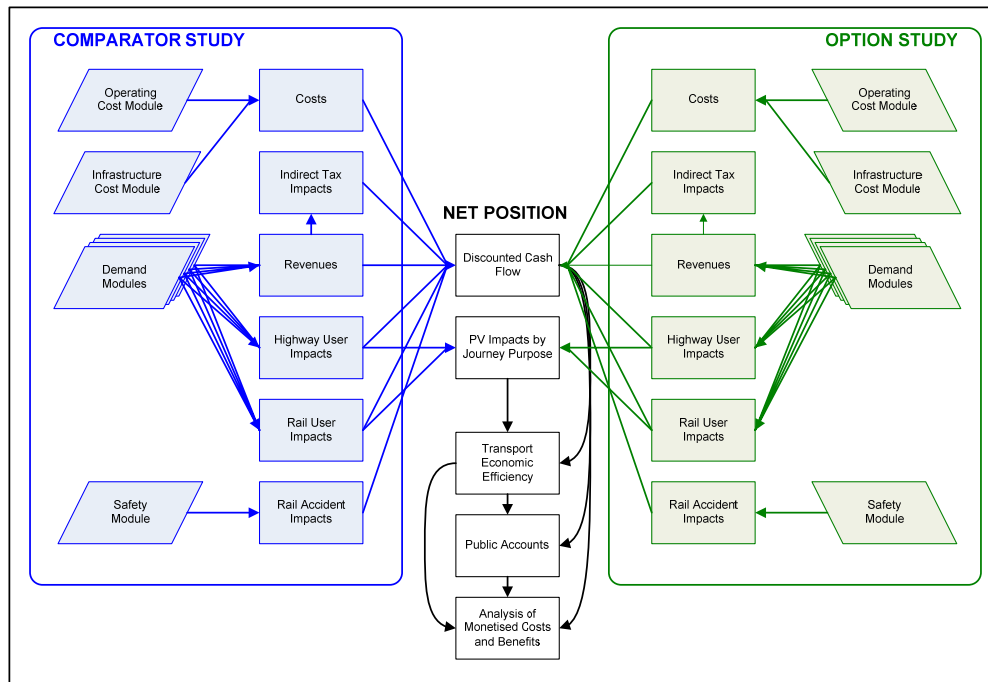 COMPARATOR STUDY
Operating
Cost Module
Costs
Infrastructure
Cost Module
Indirect Tax
Impacts
Demand
Modules
Revenues
Highway User
Impacts
Rail User
Impacts
Safety
Module
Rail Accident
Impacts
NET POSITION
Discounted Cash
Flow
PV Impacts by
Journey Purpose
Transport
Economic
Efficiency
Public Accounts
Analysis of
Monetised Costs
and Benefits
OPTION STUDY
Costs
Operating
Cost Module
Indirect Tax
Impacts
Infrastructure
Cost Module
Revenues
Demand
Modules
Highway User
Impacts
Rail User
Impacts
Rail Accident
Impacts
Safety
Module